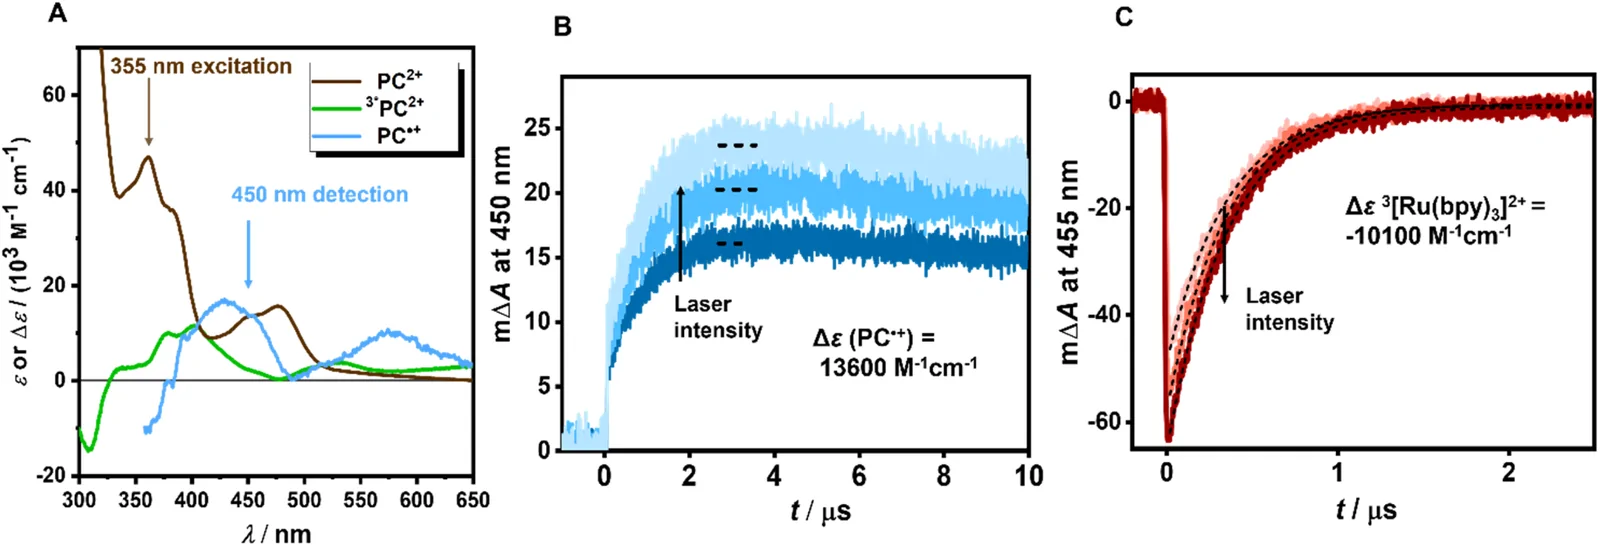 A
355 nm excitation
PC²⁺
³*PC²⁺
PC•⁺
450 nm detection
ε or Δε / (10³ M⁻¹ cm⁻¹)
60
40
20
0
-20
300
350
400
450
500
550
600
650
λ / nm
B
mΔA at 450 nm
25
20
15
10
5
0
Laser
intensity
Δε (PC•⁺) =
13600 M⁻¹cm⁻¹
0
2
4
6
8
10
t / μs
C
mΔA at 455 nm
0
-20
-40
-60
Δε ³[Ru(bpy)₃]²⁺ =
-10100 M⁻¹cm⁻¹
Laser
intensity
0
1
2
t / μs